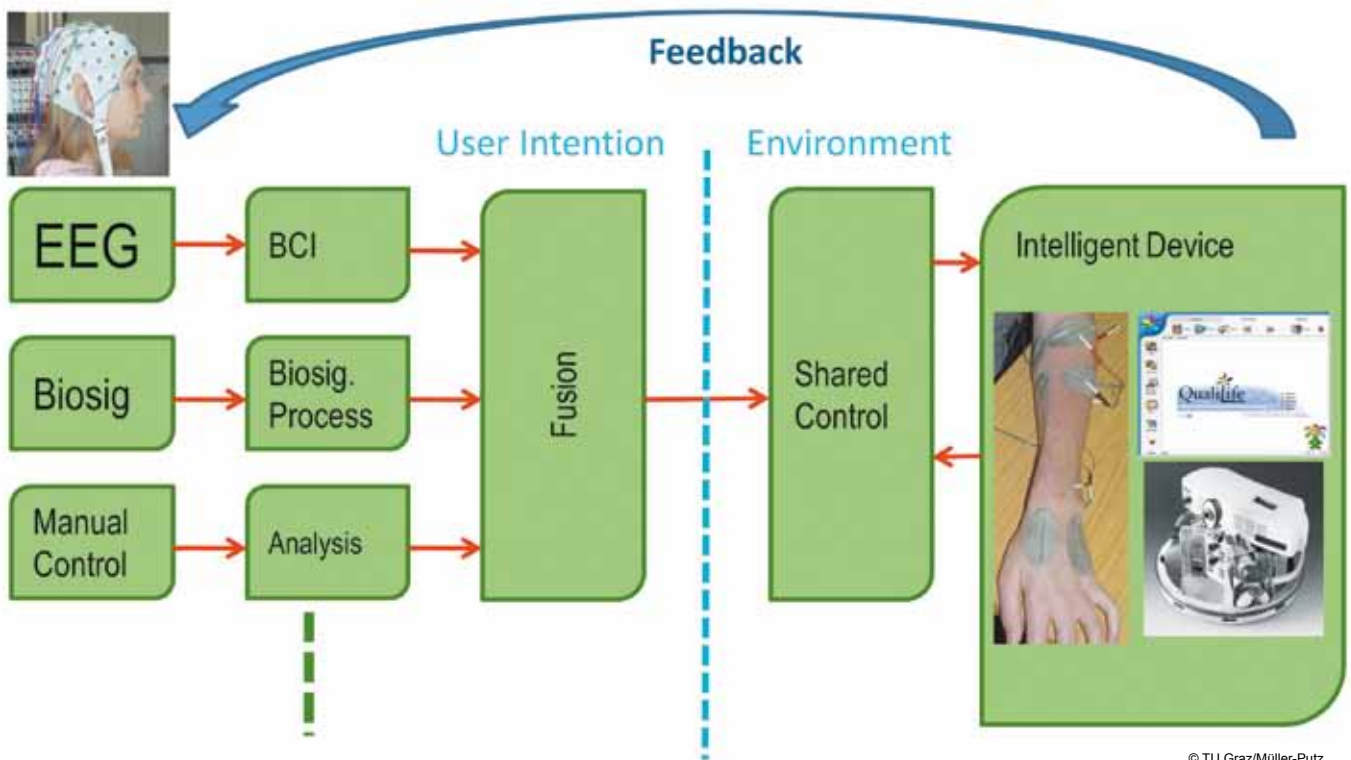 Feedback
User Intention
Environment
EEG
BCI
Biosig
Biosig.
Process
Manual
Control
Analysis
Fusion
Shared
Control
Intelligent Device
QualiLife
© TU Graz/Müller-Putz